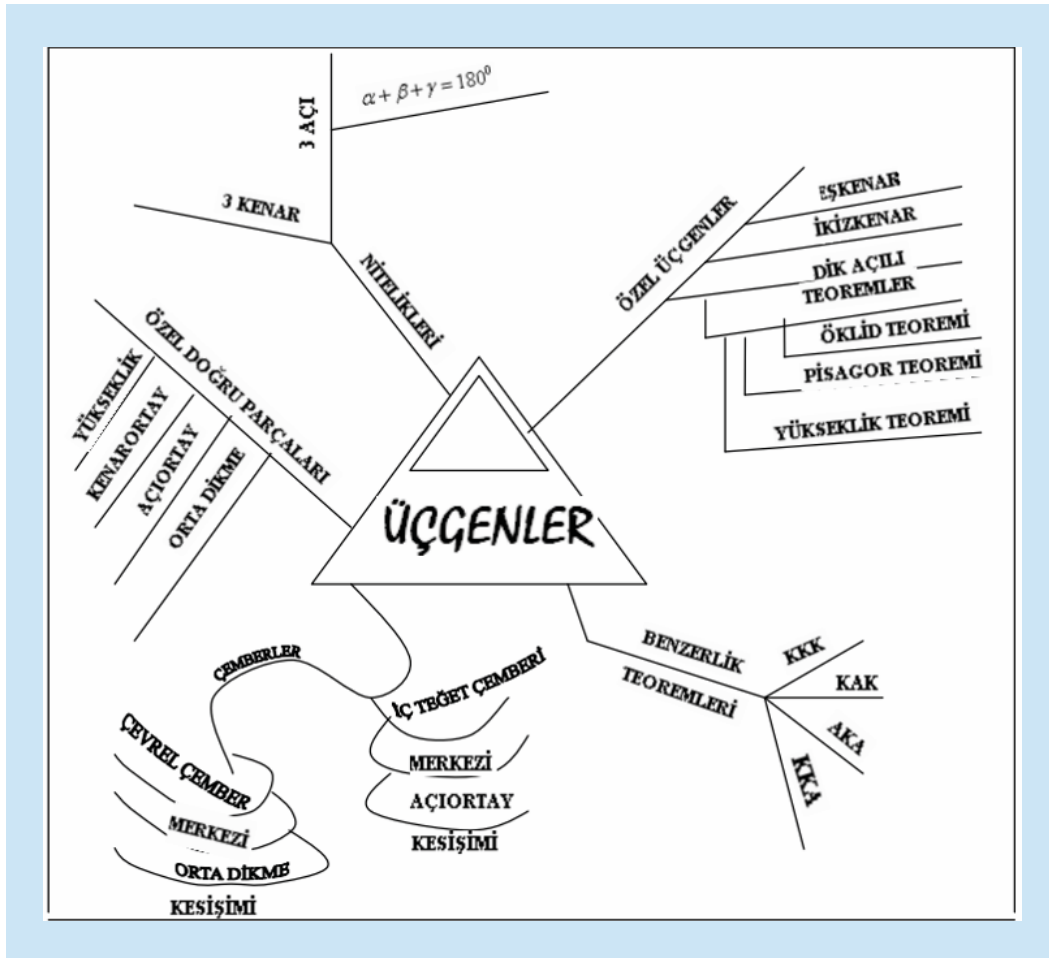 3 AÇI
α + β + γ = 180⁰
3 KENAR
NİTELİKLERİ
ÖZEL ÜÇGENLER
EŞKENAR
İKİZKENAR
DİK AÇILI
TEOREMLER
ÖKLİD TEOREMİ
PİSAGOR TEOREMİ
YÜKSEKLİK TEOREMİ
ÖZEL DOĞRU PARÇALARI
YÜKSEKLİK
KENARORTAY
AÇIORTAY
ORTA DİKME
ÜÇGENLER
BENZERLİK
TEOREMLERİ
KKK
KAK
AKA
KKA
ÇEMBERLER
İÇ TEĞET ÇEMBERİ
MERKEZİ
AÇIORTAY
KESİŞİMİ
ÇEVREL ÇEMBER
MERKEZİ
ORTA DİKME
KESİŞİMİ